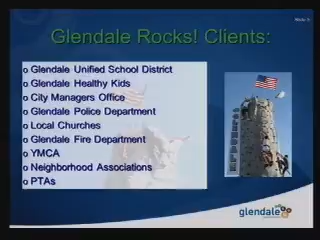 Glendale Rocks! Clients:
o Glendale Unified School District
o Glendale Healthy Kids
o City Managers Office
o Glendale Police Department
o Local Churches
o Glendale Fire Department
o YMCA
o Neighborhood Associations
o PTAs
glendale